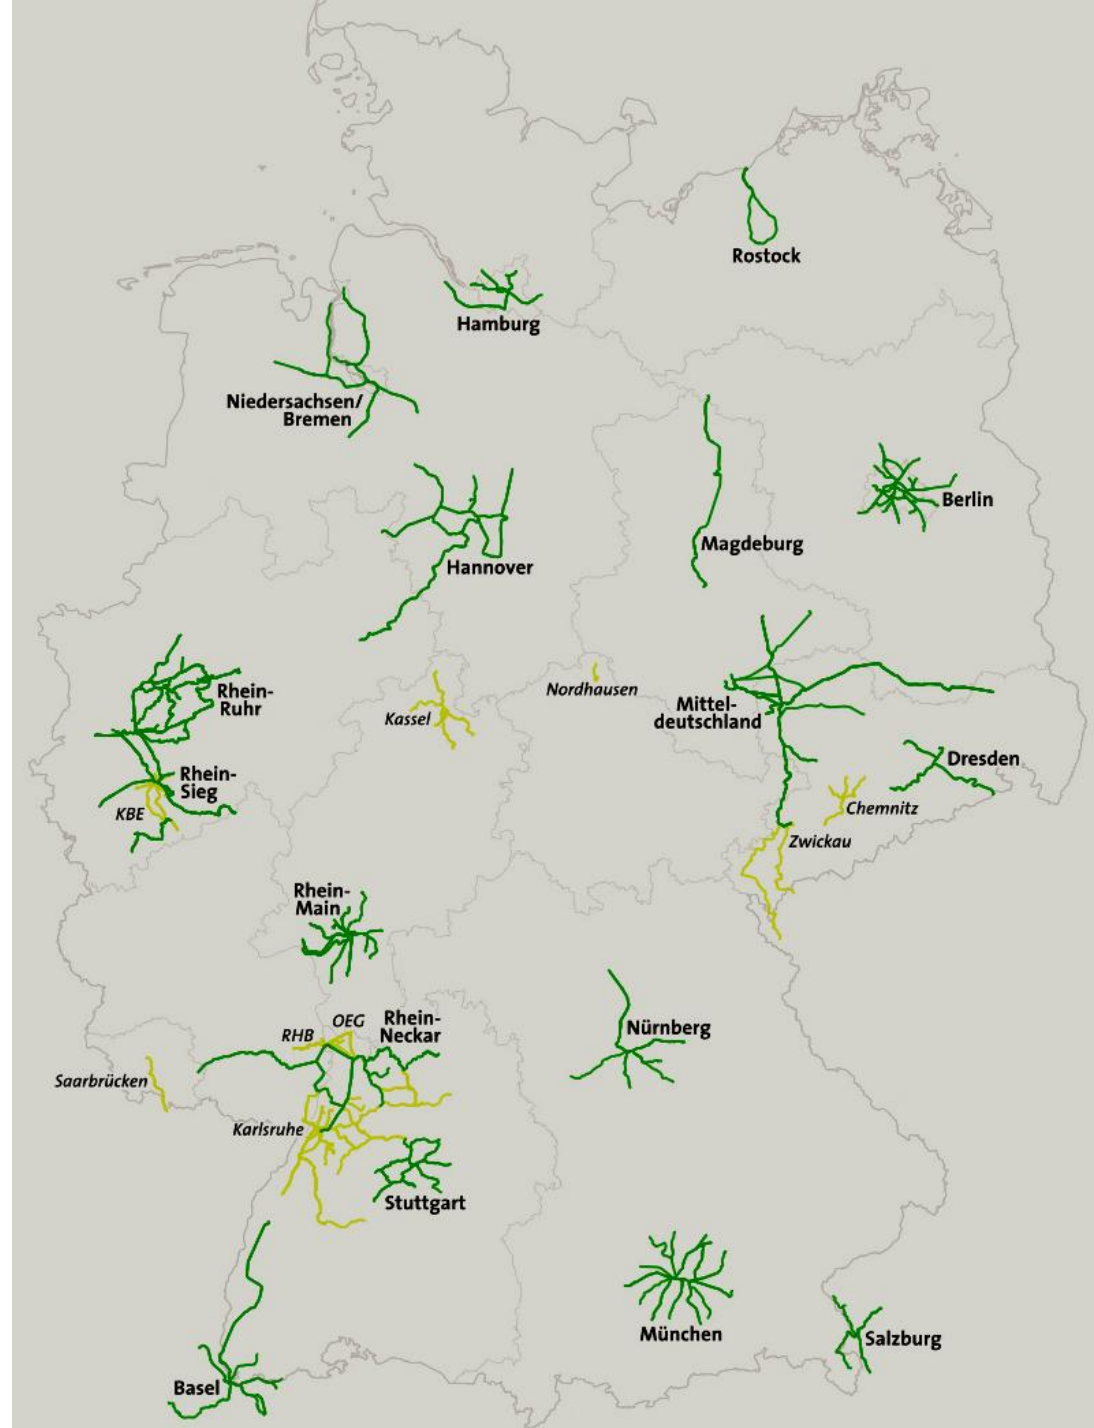 Rostock
Hamburg
Niedersachsen/
Bremen
Berlin
Magdeburg
Hannover
Rhein-
Ruhr
Kassel
Nordhausen
Mittel-
deutschland
Rhein-
Sieg
KBE
Dresden
Chemnitz
Zwickau
Rhein-
Main
RHB
OEG
Rhein-
Neckar
Nürnberg
Saarbrücken
Karlsruhe
Stuttgart
München
Salzburg
Basel